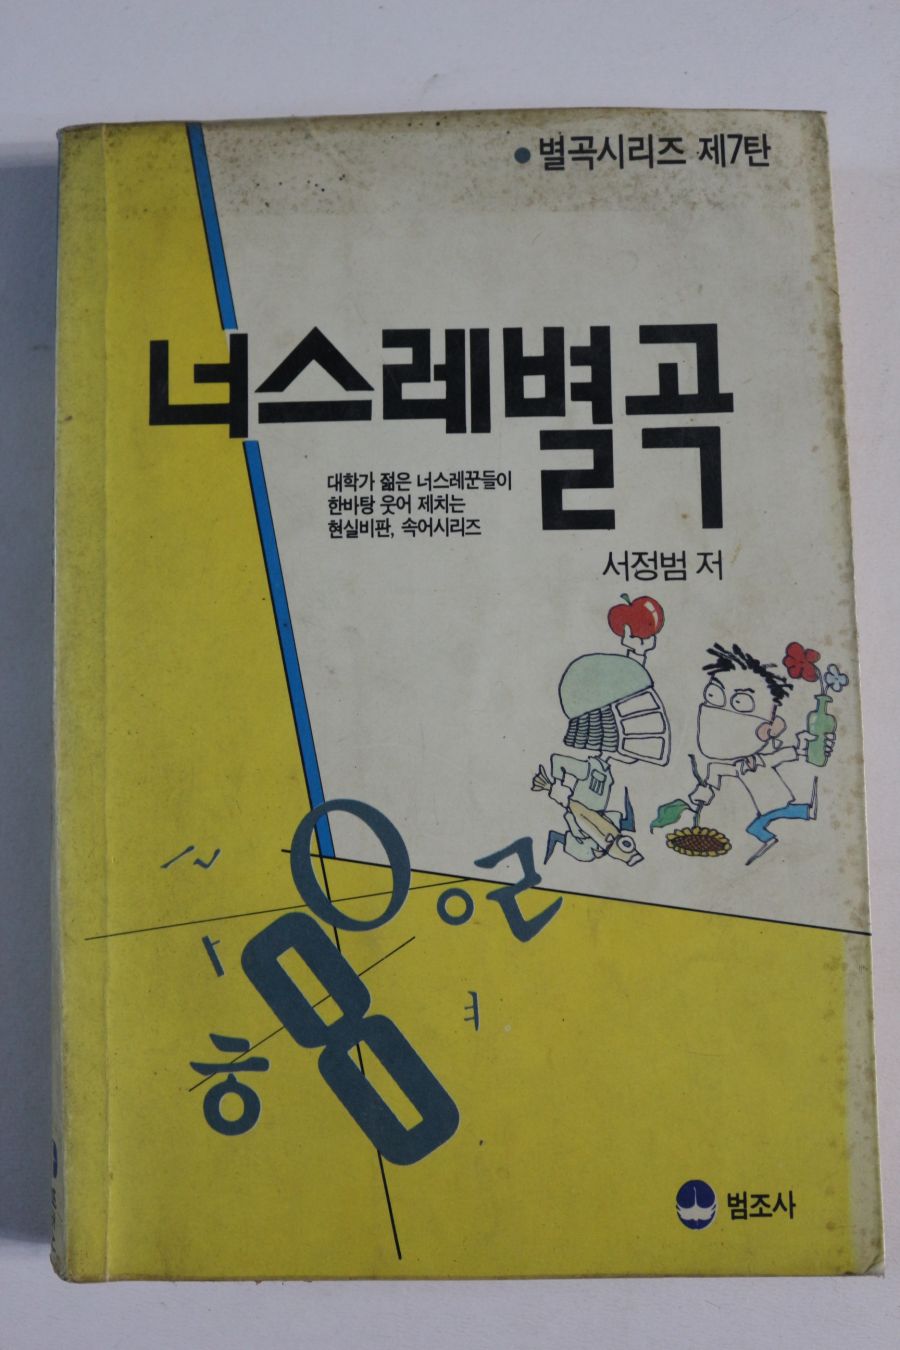 별곡시리즈 제7탄
너스레별곡
대학가 젊은 너스레꾼들이
한바탕 웃어 제치는
현실비판, 속어시리즈
서정범 저
범조사